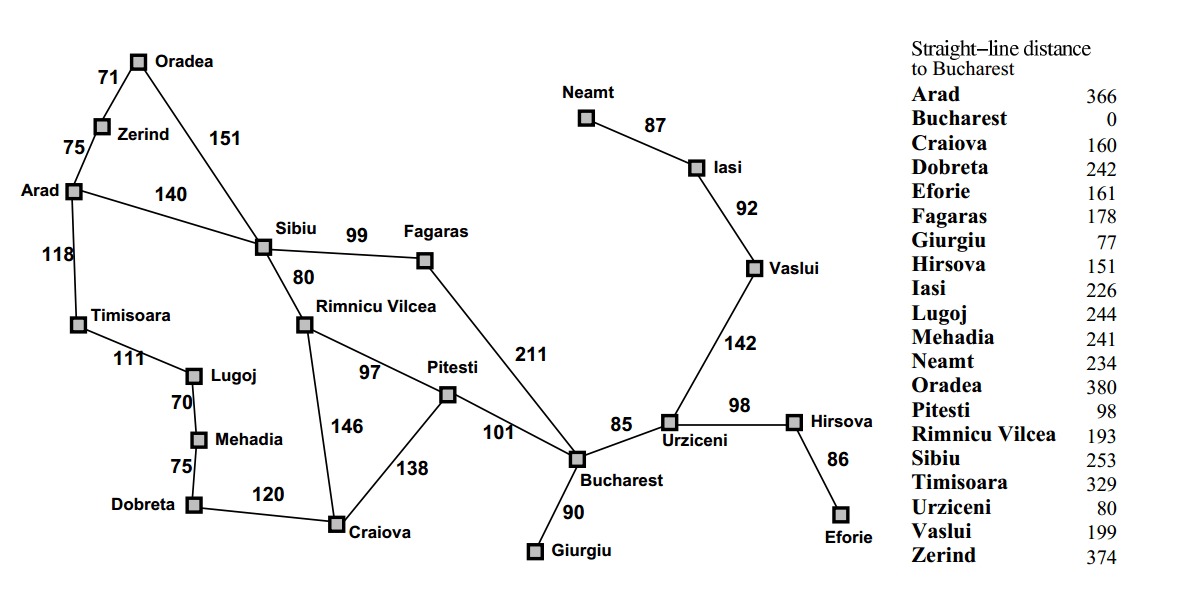 Oradea
71
Neamt
87
Zerind
151
75
Iasi
Arad
140
92
Sibiu
99
Fagaras
118
80
Vaslui
Rimnicu Vilcea
Timisoara
142
211
111
97
Pitesti
Lugoj
70
98
146
101
85
Hirsova
Mehadia
Urziceni
75
138
86
Bucharest
120
Dobreta
90
Craiova
Eforie
Giurgiu
Straight–line distance
to Bucharest
Arad 366
Bucharest 0
Craiova 160
Dobreta 242
Eforie 161
Fagaras 178
Giurgiu 77
Hirsova 151
Iasi 226
Lugoj 244
Mehadia 241
Neamt 234
Oradea 380
Pitesti 98
Rimnicu Vilcea 193
Sibiu 253
Timisoara 329
Urziceni 80
Vaslui 199
Zerind 374